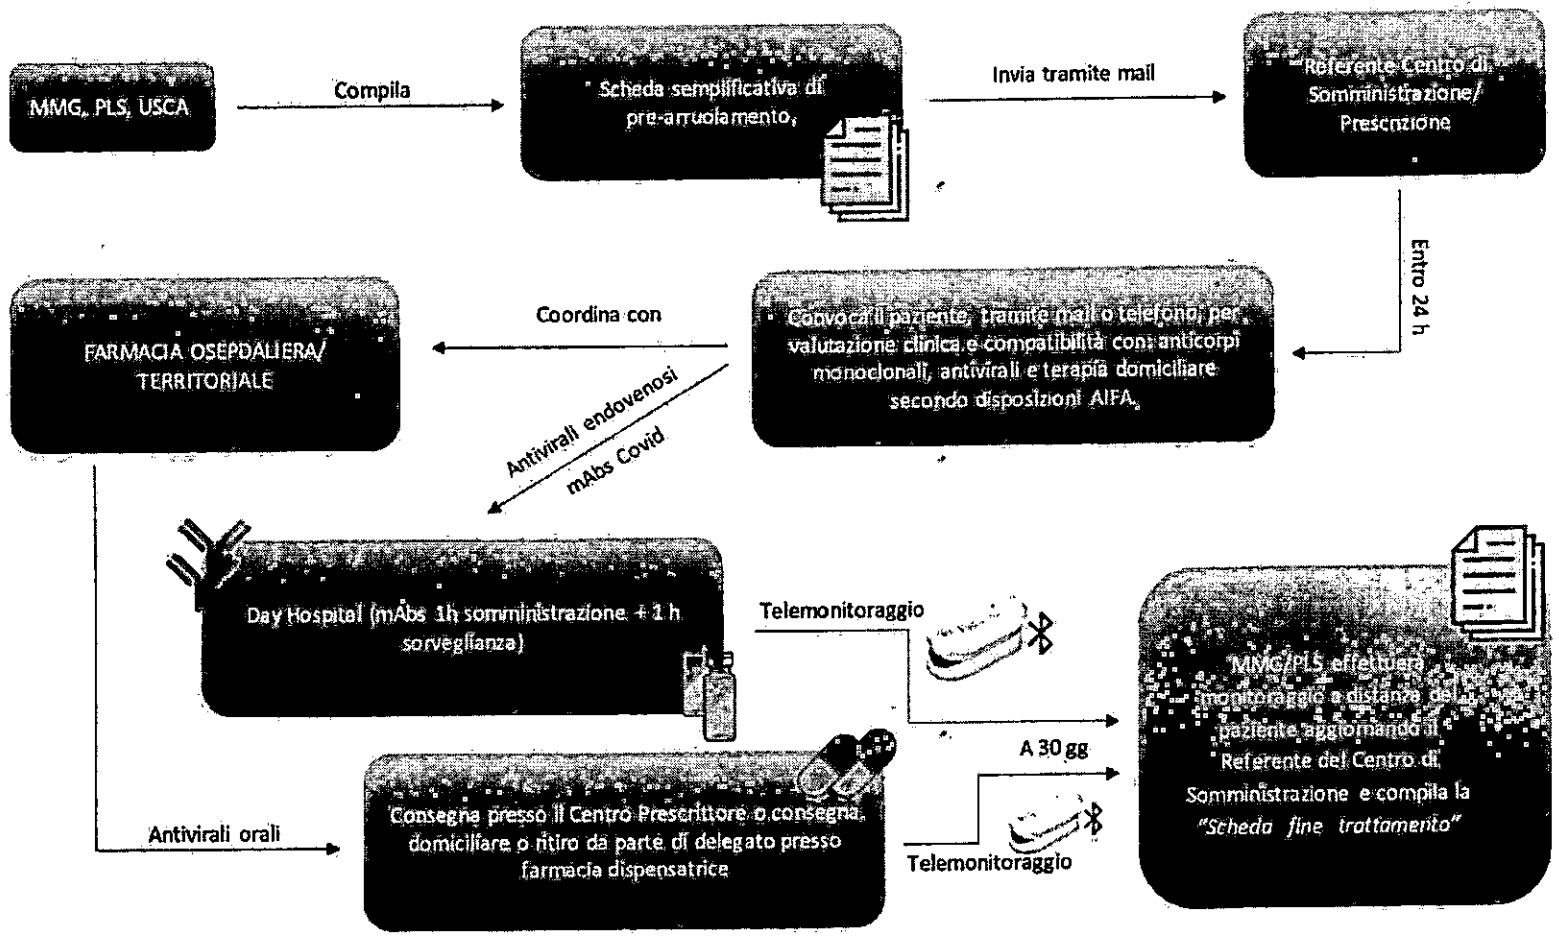 MMG, PLS, USCA
Compila
Scheda semplificativa di
pre-arruolamento,
Invia tramite mail
Referente Centro di
Somministrazione/
Prescrizione
Entro 24 h
Convoca il paziente, tramite mail o telefono, per
valutazione clinica e compatibilità con: anticorpi
monoclonali, antivirali e terapia domiciliare
secondo disposizioni AIFA.
Coordina con
FARMACIA OSEPDALIERA/
TERRITORIALE
Antivirali endovenosi
mAbs Covid
Day Hospital (mAbs 1h somministrazione + 1 h
sorveglianza)
Telemonitoraggio
Antivirali orali
Consegna presso il Centro Prescrittore o consegna
domiciliare o ritiro da parte di delegato presso
farmacia dispensatrice
A 30 gg
Telemonitoraggio
MMG/PLS effettuerà
monitoraggio a distanza del
paziente aggiornando il
Referente del Centro di
Somministrazione e compila la
"Scheda fine trattamento"